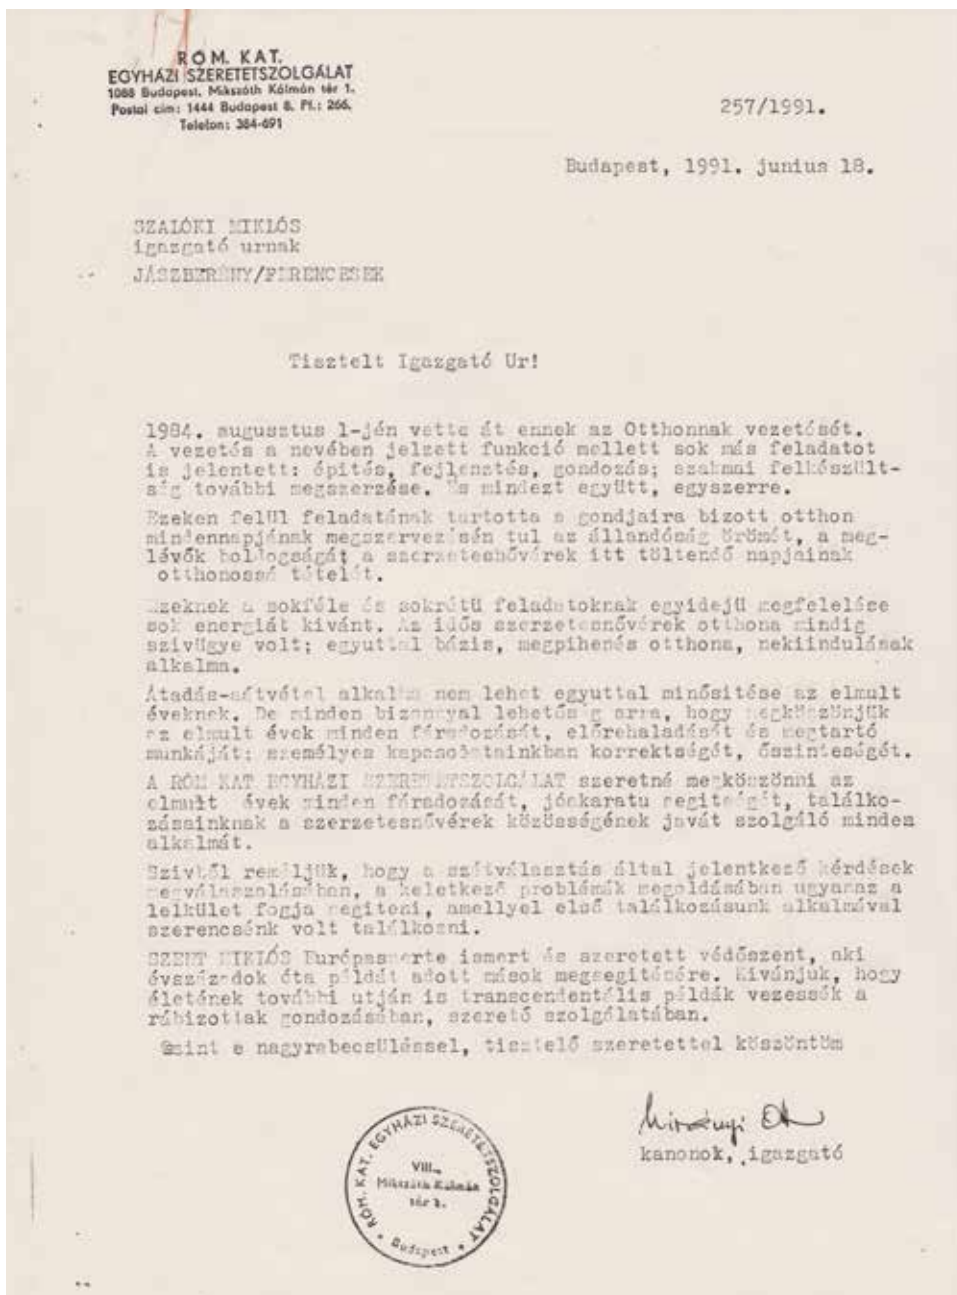 RÓM. KAT.
EGYHÁZI SZERETETSZOLGÁLAT
1088 Budapest, Mikszáth Kálmán tér 1.
Postai cím: 1444 Budapest 8. Pf.: 266.
Telefon: 384-691
257/1991.
Budapest, 1991. junius 18.
SZALÓKI MIKLÓS
igazgató urnak
JÁSZBERÉNY/FERENCESEK
Tisztelt Igazgató Ur!
1984. augusztus 1-jén vette át ennek az Otthonnak vezetését.
A vezetés a nevében jelzett funkció mellett sok más feladatot
is jelentett: épités, fejlesztés, gondozás; szakmai felkészült-
ség további megszerzése. És mindezt együtt, egyszerre.
Ezeken felül feladatának tartotta a gondjaira bizott otthon
mindennapjának megszervezésén tul az állandóság örömét, a meg-
lévők boldogságát a szerzetesnővérek itt töltendő napjainak
otthonossá tételét.
Ezeknek a sokféle és sokrétü feladatoknak egyidejü megfelelése
sok energiát kivánt. Az idős szerzetesnővérek otthona mindig
szivügye volt; egyuttal bázis, megpihenés otthona, nekiindulásnak
alkalma.
Átadás-átvétel alkalma nem lehet egyuttal minősitése az elmult
éveknek. De minden bizonnyal lehetőség arra, hogy megköszönjük
az elmult évek minden fáradozását, előrehaladását és megtartó
munkáját; személyes kapcsolatainkban korrektségét, őszinteségét.
A RÓM KAT EGYHÁZI SZERETETSZOLGÁLAT szeretné megköszönni az
elmult évek minden fáradozását, jóakaratu segitségét, találko-
zásainknak a szerzetesnővérek közösségének javát szolgáló minden
alkalmát.
Szivből reméljük, hogy a szétválasztás által jelentkező kérdések
megválaszolásában, a keletkező problémák megoldásában ugyanaz a
lelkület fogja segiteni, amellyel első találkozásunk alkalmával
szerencsénk volt találkozni.
SZENT MIKLÓS Európaszerte ismert és szeretett védőszent, aki
évszázadok óta példát adott mások megsegitésére. Kivánjuk, hogy
életének további utján is transcendentális példák vezessék a
rábizottak gondozásában, szerető szolgálatában.
Őszinte nagyrabecsüléssel, tisztelő szeretettel köszöntöm
kanonok, igazgató
RÓM. KAT. EGYHÁZI SZERETETSZOLGÁLAT
VIII.,
Mikszáth Kálmán
tér 1.
Budapest